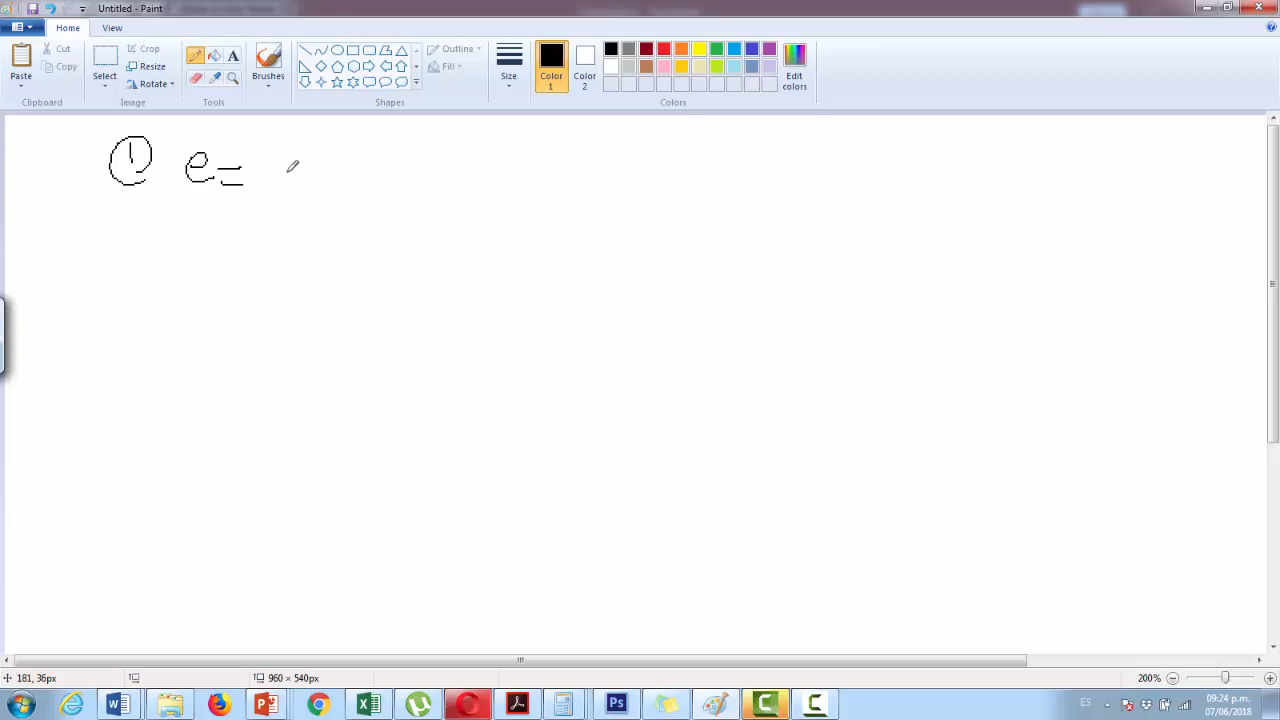 Untitled - Paint
Home View
Paste Cut Copy Clipboard
Select Crop Resize Rotate Image
Tools
Brushes
Outline Fill Shapes
Size
Color 1 Color 2 Edit colors Colors
① e=
181, 36px 960 × 540px 200%
ES 09:24 p.m.
07/06/2018